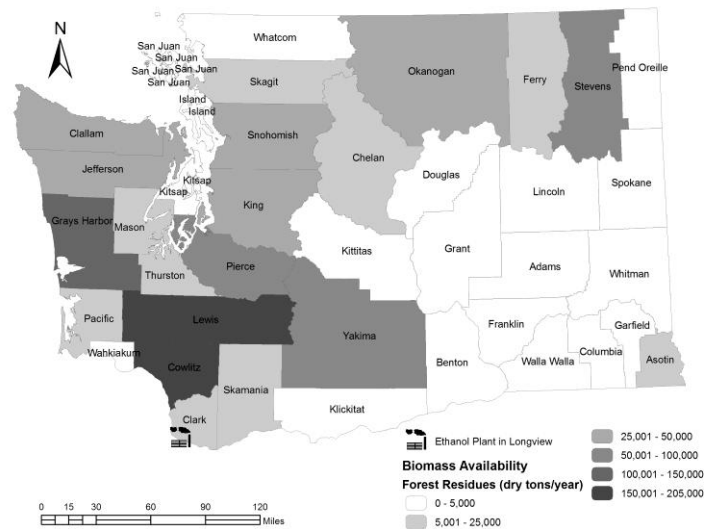 N
Whatcom
San Juan
San Juan
San Juan San Juan
San Juan
Skagit
Island
Island
Okanogan
Ferry
Stevens
Pend Oreille
Clallam
Snohomish
Chelan
Jefferson
Douglas
Kitsap
Kitsap
King
Lincoln
Spokane
Grays Harbor
Mason
Kittitas
Grant
Adams
Thurston
Pierce
Whitman
Pacific
Lewis
Yakima
Franklin
Garfield
Wahkiakum
Cowlitz
Benton
Walla Walla
Columbia
Asotin
Skamania
Clark
Klickitat
Ethanol Plant in Longview
Biomass Availability
Forest Residues (dry tons/year)
0 - 5,000
5,001 - 25,000
25,001 - 50,000
50,001 - 100,000
100,001 - 150,000
150,001 - 205,000
0 15 30 60 90 120
Miles